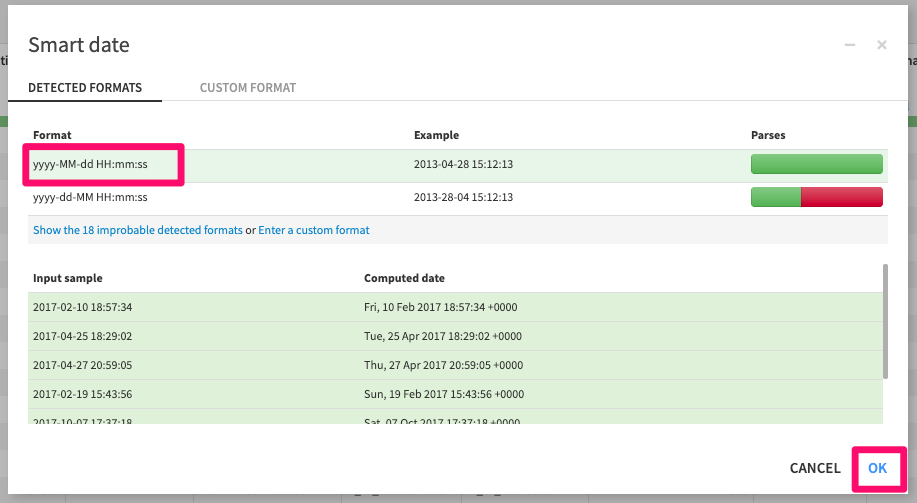 Smart date
DETECTED FORMATS CUSTOM FORMAT
Format Example Parses
yyyy-MM-dd HH:mm:ss 2013-04-28 15:12:13
yyyy-dd-MM HH:mm:ss 2013-28-04 15:12:13
Show the 18 improbable detected formats or Enter a custom format
Input sample Computed date
2017-02-10 18:57:34 Fri, 10 Feb 2017 18:57:34 +0000
2017-04-25 18:29:02 Tue, 25 Apr 2017 18:29:02 +0000
2017-04-27 20:59:05 Thu, 27 Apr 2017 20:59:05 +0000
2017-02-19 15:43:56 Sun, 19 Feb 2017 15:43:56 +0000
2017-10-07 17:37:18 Sat, 07 Oct 2017 17:37:18 +0000
CANCEL OK